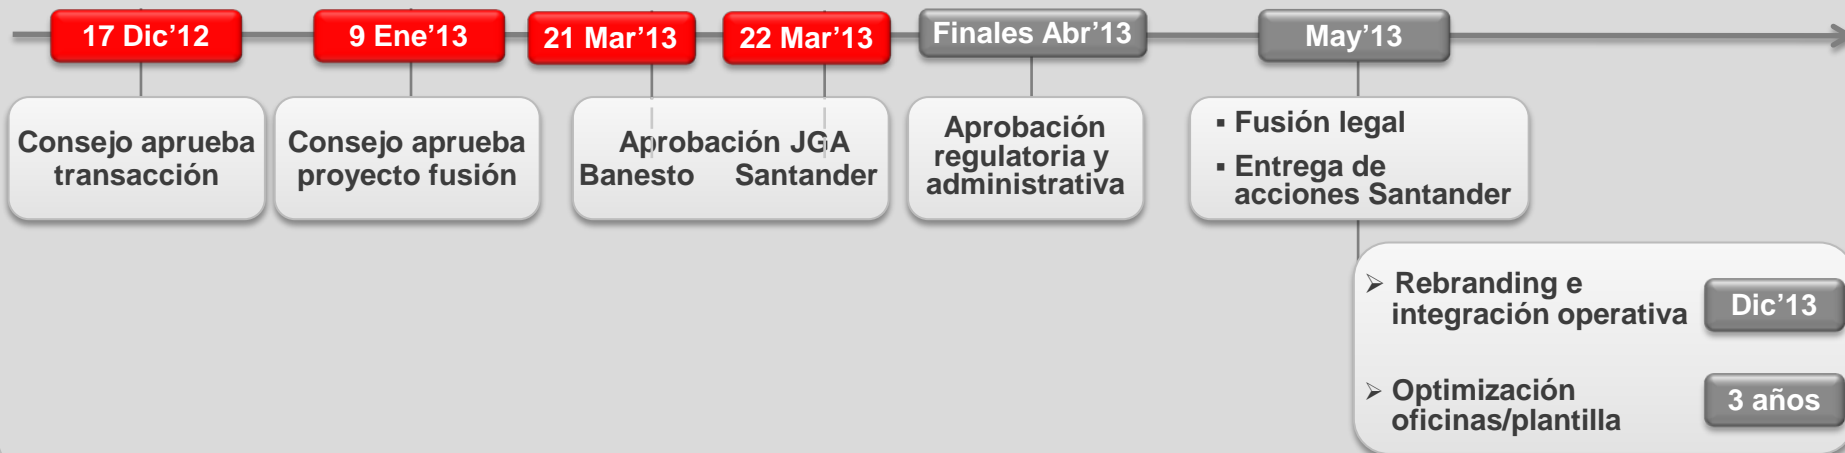 17 Dic’12
9 Ene’13
21 Mar’13
22 Mar’13
Finales Abr’13
May’13
Consejo aprueba
transacción
Consejo aprueba
proyecto fusión
Aprobación JGA
Banesto Santander
Aprobación
regulatoria y
administrativa
▪ Fusión legal
▪ Entrega de
acciones Santander
➢ Rebranding e
integración operativa
Dic’13
➢ Optimización
oficinas/plantilla
3 años